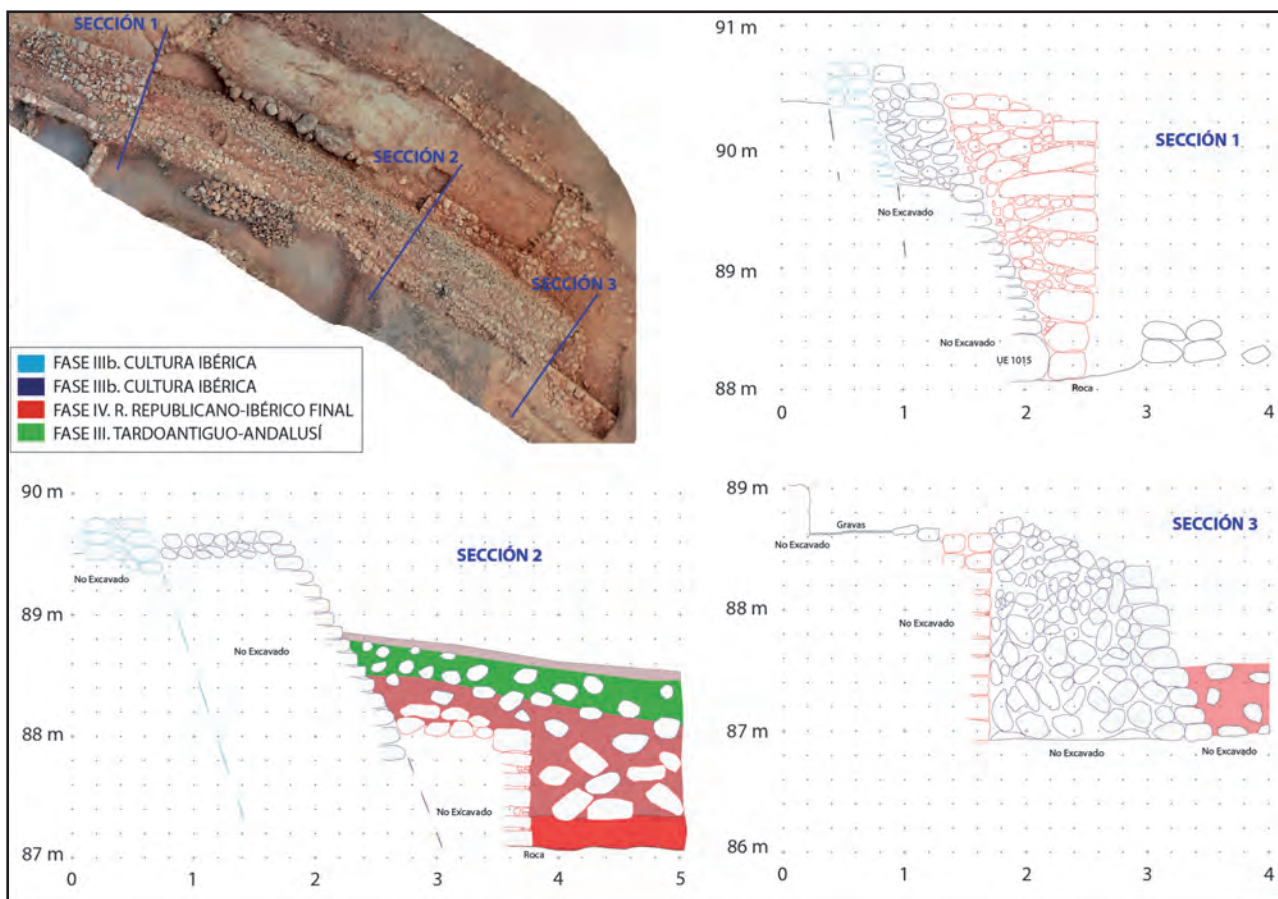 SECCIÓN 1
SECCIÓN 2
SECCIÓN 3
FASE IIIb. CULTURA IBÉRICA
FASE IIIb. CULTURA IBÉRICA
FASE IV. R. REPUBLICANO-IBÉRICO FINAL
FASE III. TARDOANTIGUO-ANDALUSÍ
91 m
90 m
89 m
88 m
SECCIÓN 1
No Excavado
No Excavado
UE 1015
Roca
0 1 2 3 4
90 m
89 m
88 m
87 m
SECCIÓN 2
No Excavado
No Excavado
No Excavado
Roca
0 1 2 3 4 5
89 m
88 m
87 m
86 m
SECCIÓN 3
Gravas
No Excavado
No Excavado
No Excavado
No Excavado
0 1 2 3 4